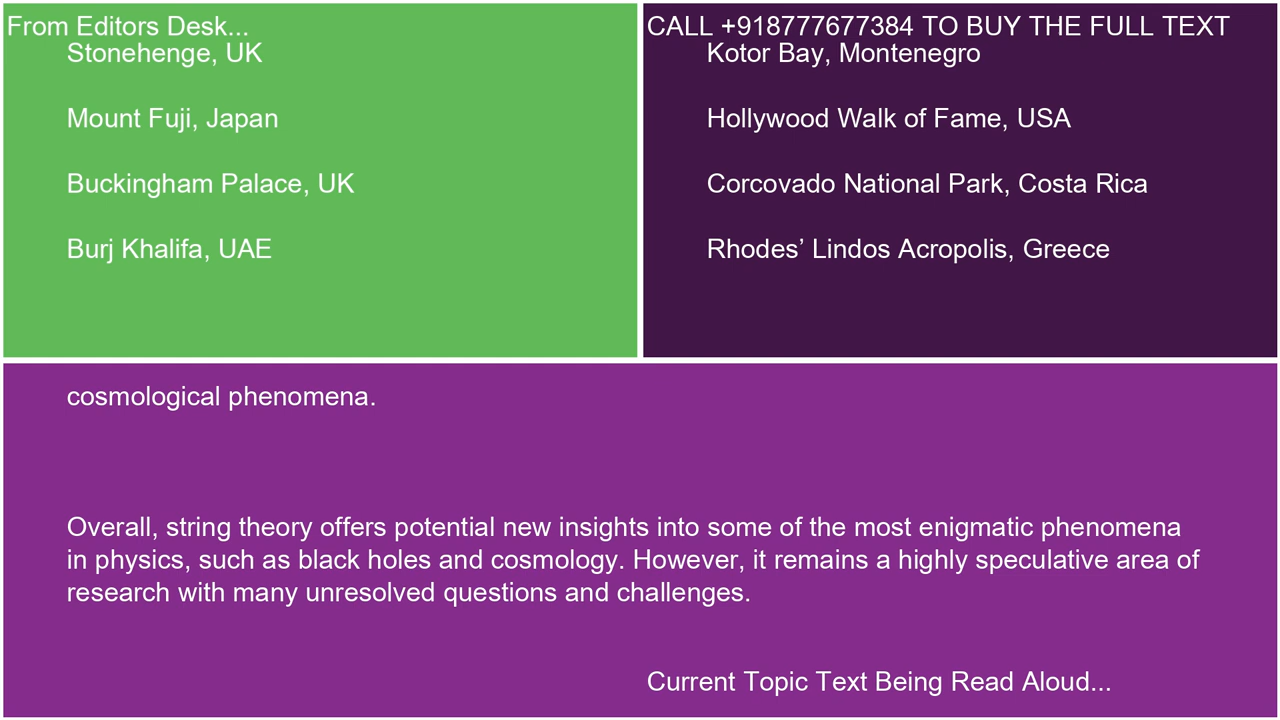 From Editors Desk...
Stonehenge, UK
Mount Fuji, Japan
Buckingham Palace, UK
Burj Khalifa, UAE
CALL +918777677384 TO BUY THE FULL TEXT
Kotor Bay, Montenegro
Hollywood Walk of Fame, USA
Corcovado National Park, Costa Rica
Rhodes’ Lindos Acropolis, Greece
cosmological phenomena.
Overall, string theory offers potential new insights into some of the most enigmatic phenomena
in physics, such as black holes and cosmology. However, it remains a highly speculative area of
research with many unresolved questions and challenges.
Current Topic Text Being Read Aloud...